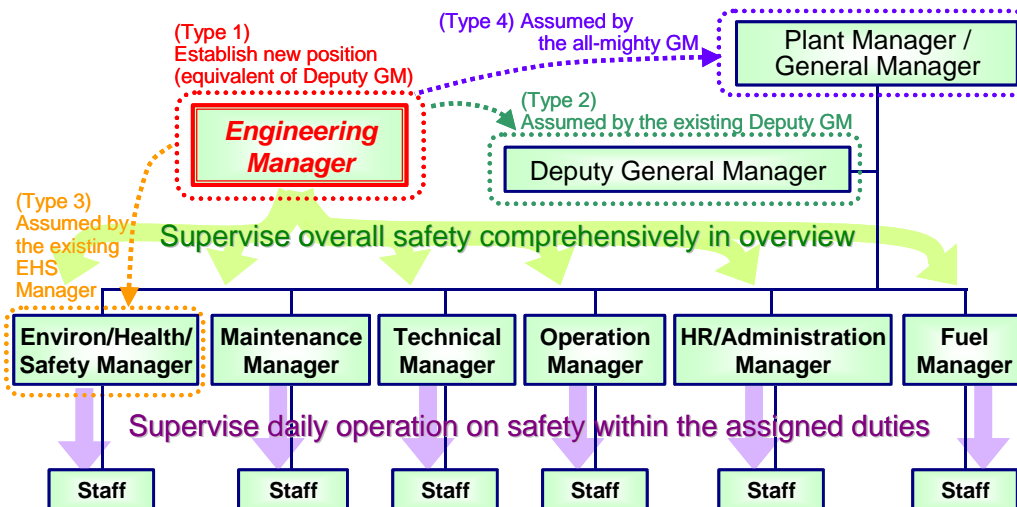 (Type 1)
Establish new position
(equivalent of Deputy GM)
(Type 4) Assumed by
the all-mighty GM
Plant Manager /
General Manager
Engineering
Manager
(Type 2)
Assumed by the existing Deputy GM
Deputy General Manager
(Type 3)
Assumed by
the existing
EHS
Manager
Supervise overall safety comprehensively in overview
Environ/Health/
Safety Manager
Maintenance
Manager
Technical
Manager
Operation
Manager
HR/Administration
Manager
Fuel
Manager
Supervise daily operation on safety within the assigned duties
Staff
Staff
Staff
Staff
Staff
Staff